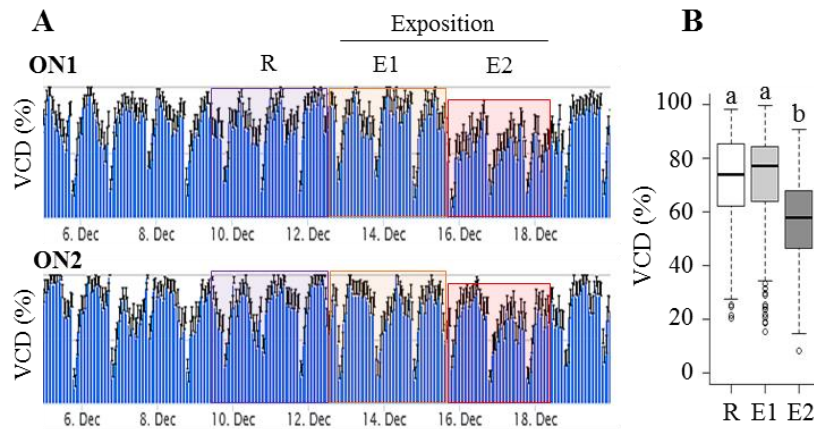 A
Exposition
B
ON1
R
E1
E2
VCD (%)
6. Dec 8. Dec 10. Dec 12. Dec 14. Dec 16. Dec 18. Dec
ON2
VCD (%)
6. Dec 8. Dec 10. Dec 12. Dec 14. Dec 16. Dec 18. Dec
a a b
VCD (%)
100
80
60
40
20
0
R E1 E2